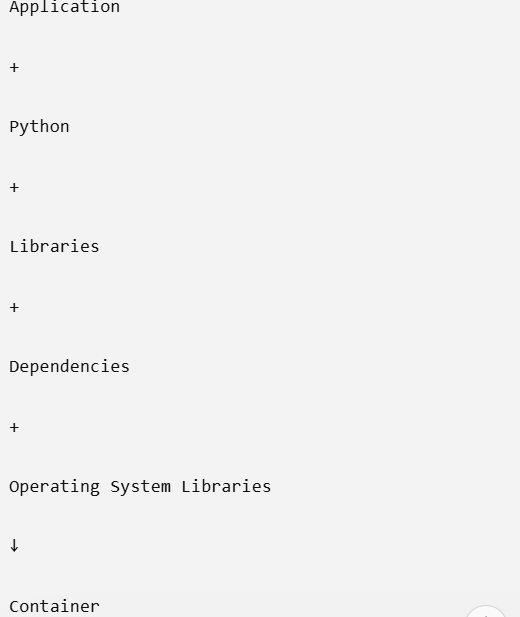 Application
+
Python
+
Libraries
+
Dependencies
+
Operating System Libraries
↓
Container